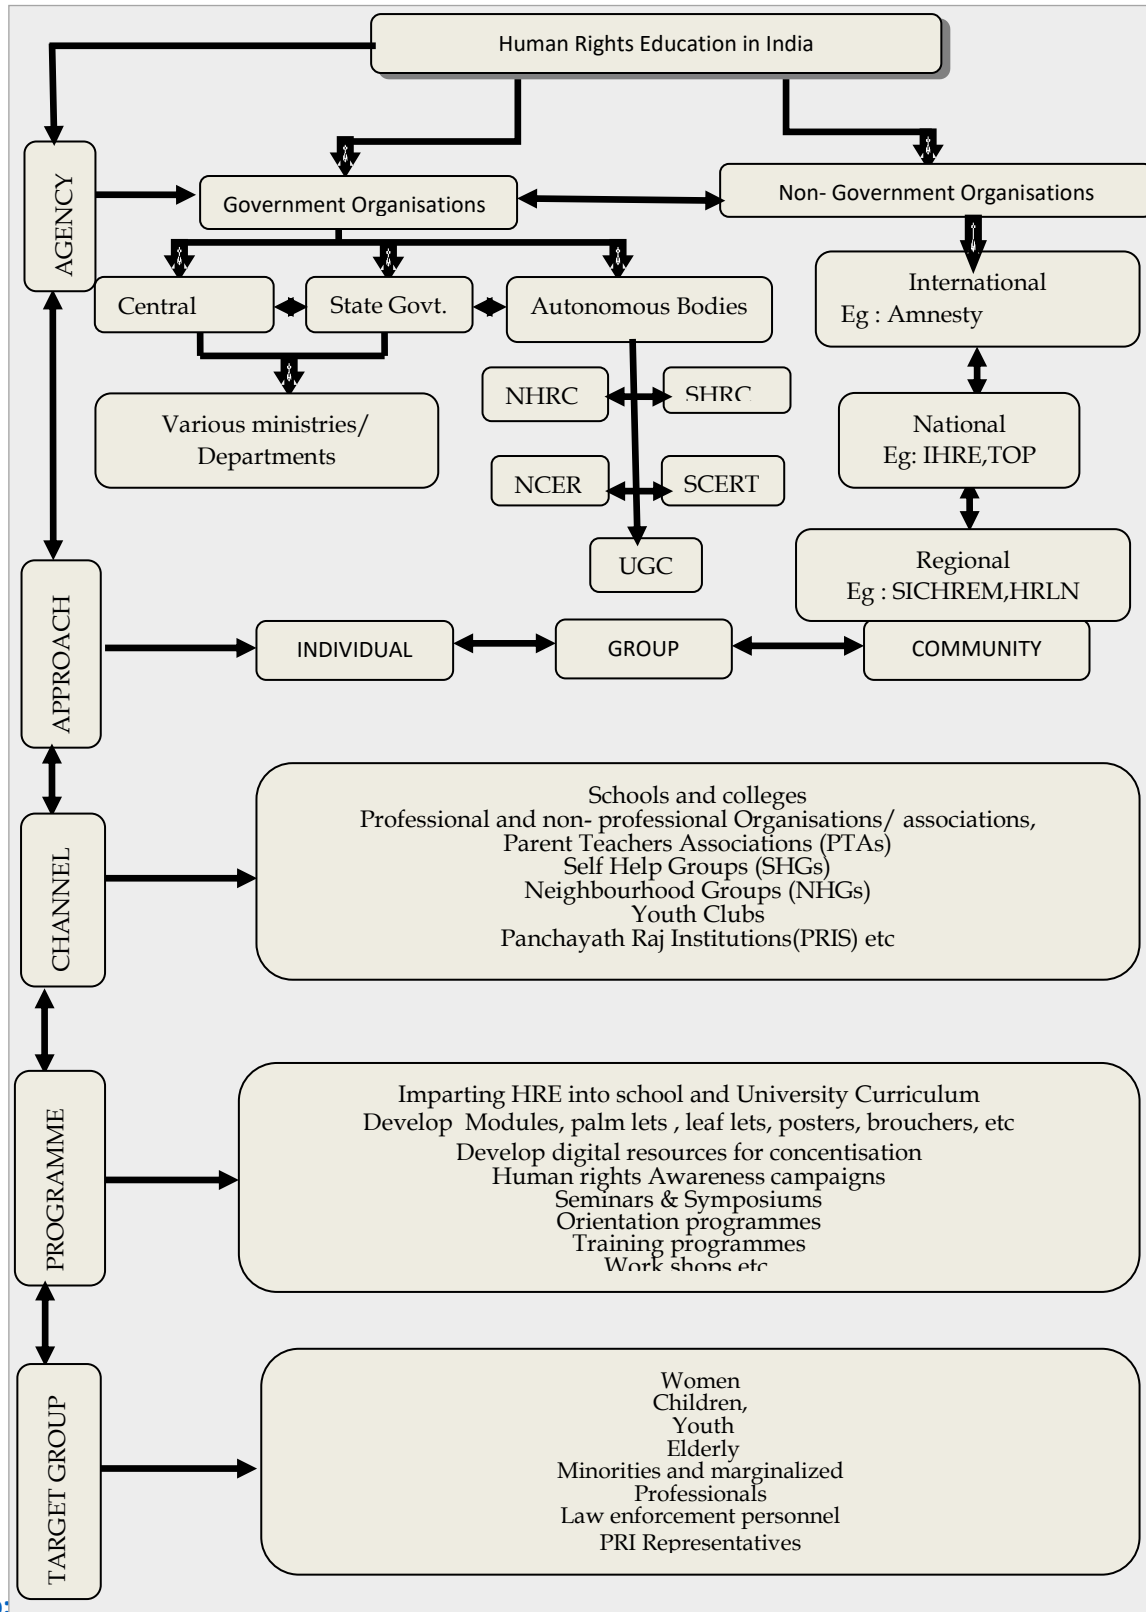 Human Rights Education in India
AGENCY
Government Organisations
Non- Government Organisations
Central
State Govt.
Autonomous Bodies
International
Eg : Amnesty
Various ministries/
Departments
NHRC
SHRC
National
Eg: IHRE,TOP
NCER
SCERT
UGC
Regional
Eg : SICHREM,HRLN
APPROACH
INDIVIDUAL
GROUP
COMMUNITY
CHANNEL
Schools and colleges
Professional and non- professional Organisations/ associations,
Parent Teachers Associations (PTAs)
Self Help Groups (SHGs)
Neighbourhood Groups (NHGs)
Youth Clubs
Panchayath Raj Institutions(PRIS) etc
PROGRAMME
Imparting HRE into school and University Curriculum
Develop Modules, palm lets , leaf lets, posters, brouchers, etc
Develop digital resources for concentisation
Human rights Awareness campaigns
Seminars & Symposiums
Orientation programmes
Training programmes
Work shops etc
TARGET GROUP
Women
Children,
Youth
Elderly
Minorities and marginalized
Professionals
Law enforcement personnel
PRI Representatives